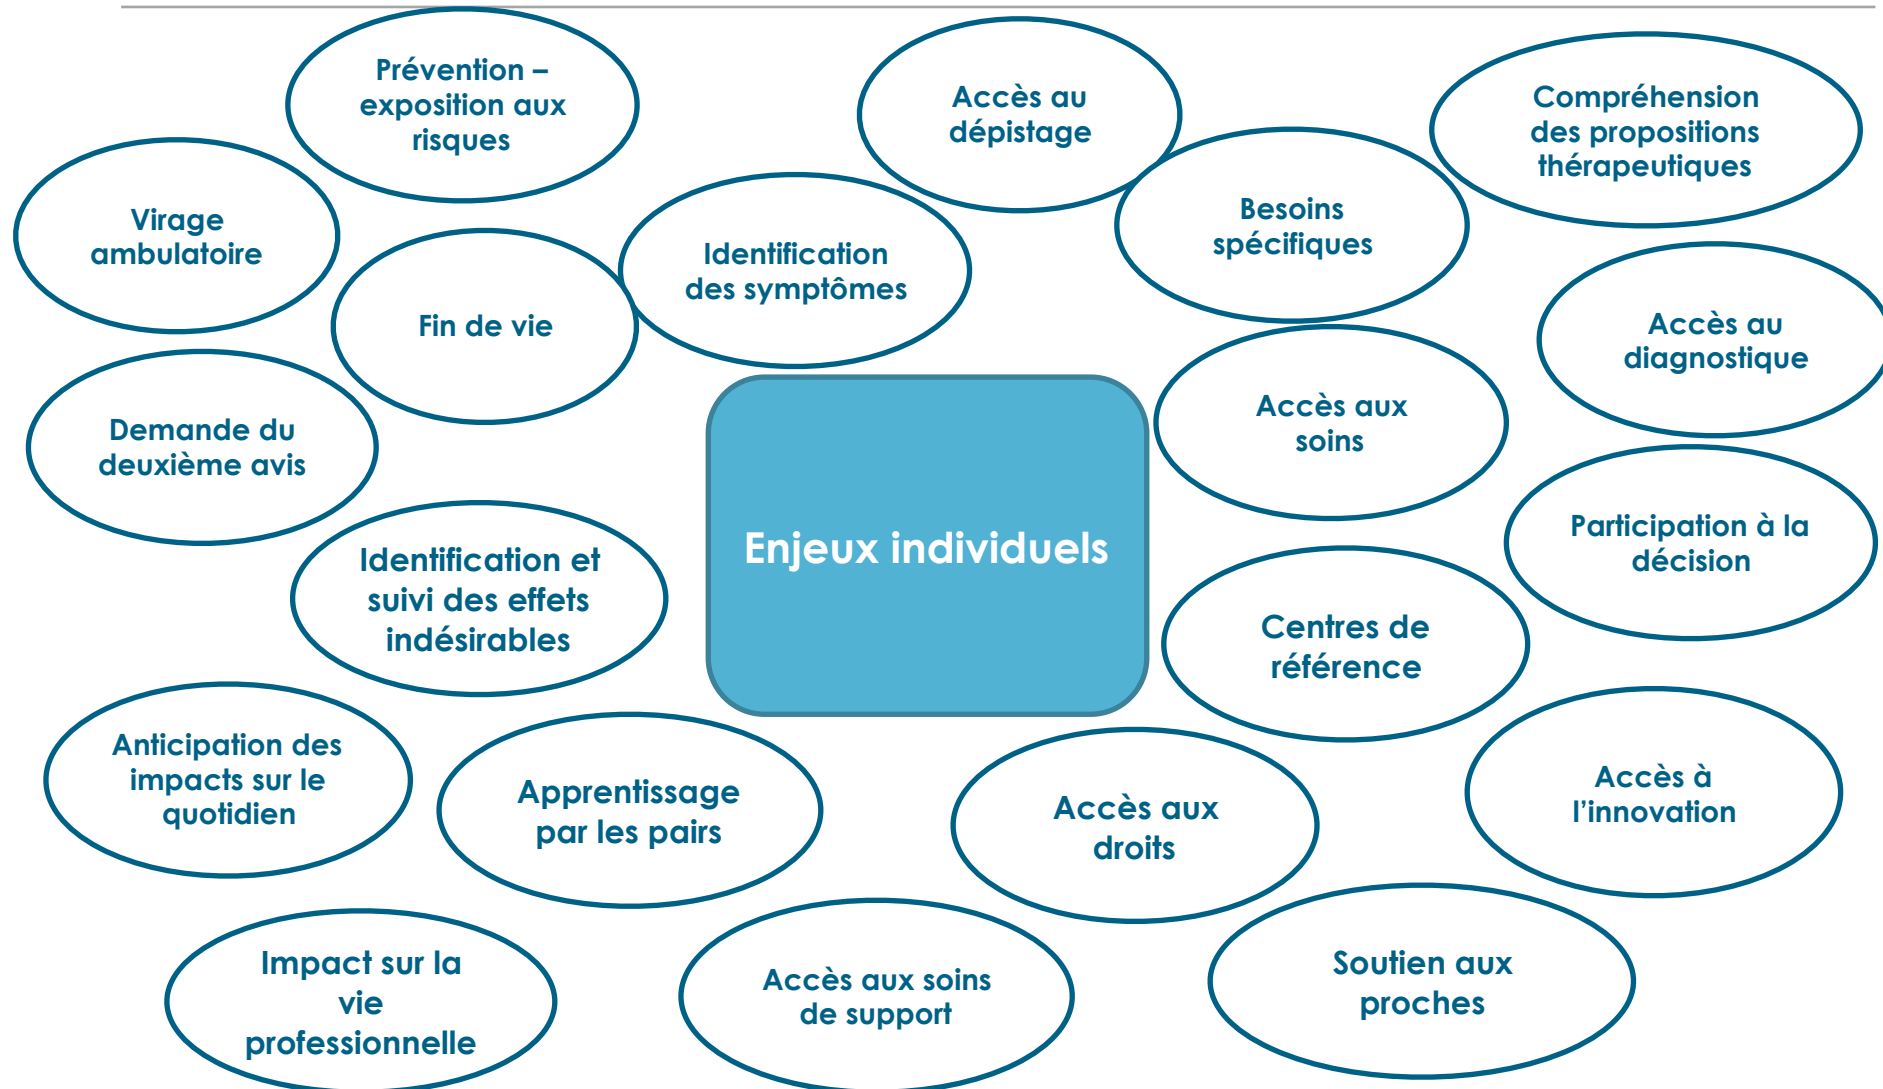 Prévention –
exposition aux
risques
Accès au
dépistage
Compréhension
des propositions
thérapeutiques
Virage
ambulatoire
Identification
des symptômes
Besoins
spécifiques
Fin de vie
Accès au
diagnostique
Demande du
deuxième avis
Accès aux
soins
Enjeux individuels
Participation à la
décision
Identification et
suivi des effets
indésirables
Centres de
référence
Anticipation des
impacts sur le
quotidien
Apprentissage
par les pairs
Accès aux
droits
Accès à
l’innovation
Impact sur la
vie
professionnelle
Accès aux soins
de support
Soutien aux
proches